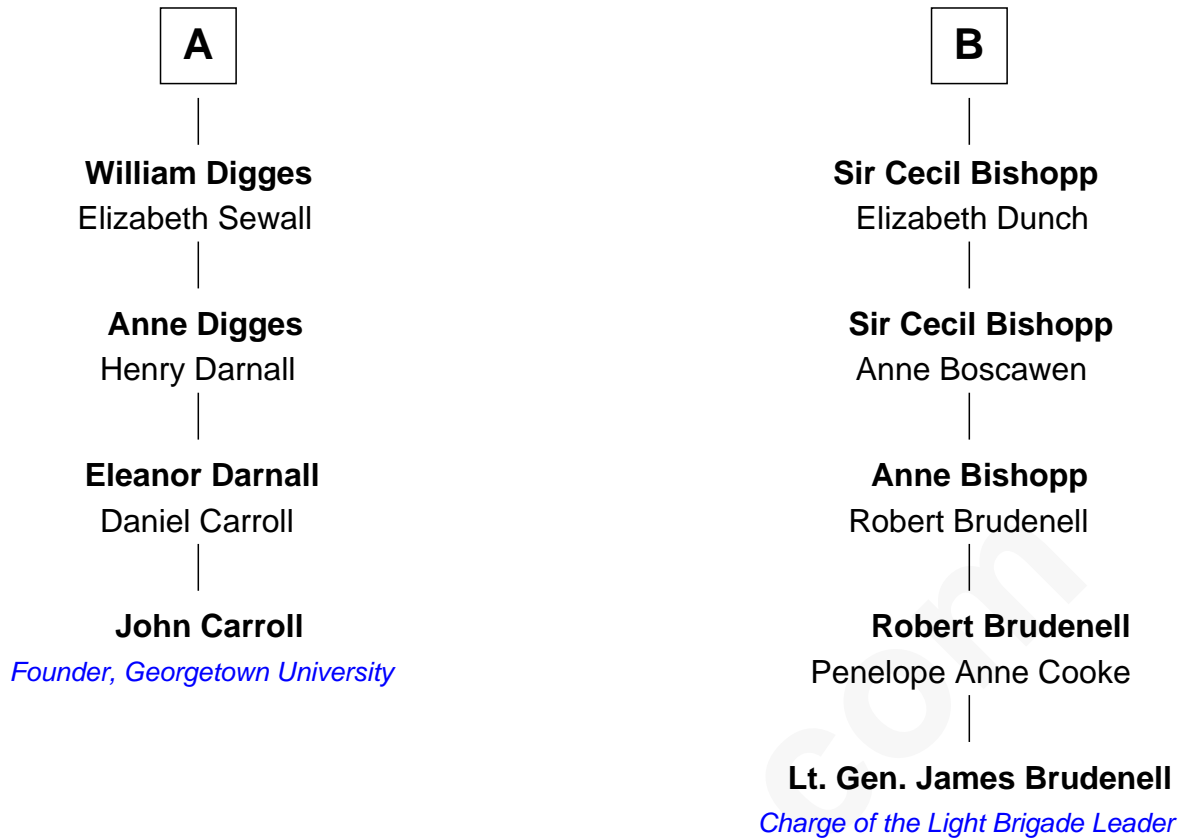 A
William Digges
Elizabeth Sewall
Anne Digges
Henry Darnall
Eleanor Darnall
Daniel Carroll
John Carroll
Founder, Georgetown University
B
Sir Cecil Bishopp
Elizabeth Dunch
Sir Cecil Bishopp
Anne Boscawen
Anne Bishopp
Robert Brudenell
Robert Brudenell
Penelope Anne Cooke
Lt. Gen. James Brudenell
Charge of the Light Brigade Leader
com